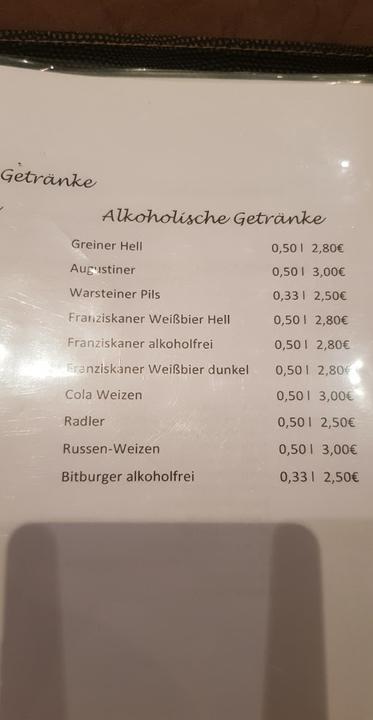 Getränke
Alkoholische Getränke
Greiner Hell 0,50 l 2,80€
Augustiner 0,50 l 3,00€
Warsteiner Pils 0,33 l 2,50€
Franziskaner Weißbier Hell 0,50 l 2,80€
Franziskaner alkoholfrei 0,50 l 2,80€
Franziskaner Weißbier dunkel 0,50 l 2,80€
Cola Weizen 0,50 l 3,00€
Radler 0,50 l 2,50€
Russen-Weizen 0,50 l 3,00€
Bitburger alkoholfrei 0,33 l 2,50€